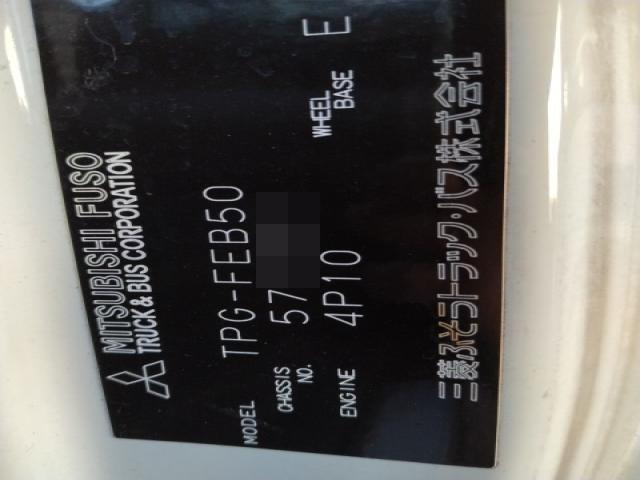 MITSUBISHI FUSO
TRUCK & BUS CORPORATION
MODEL TPG-FEB50
CHASSIS NO. 57
ENGINE 4P10 WHEEL BASE E
三菱ふそうトラック・バス株式会社